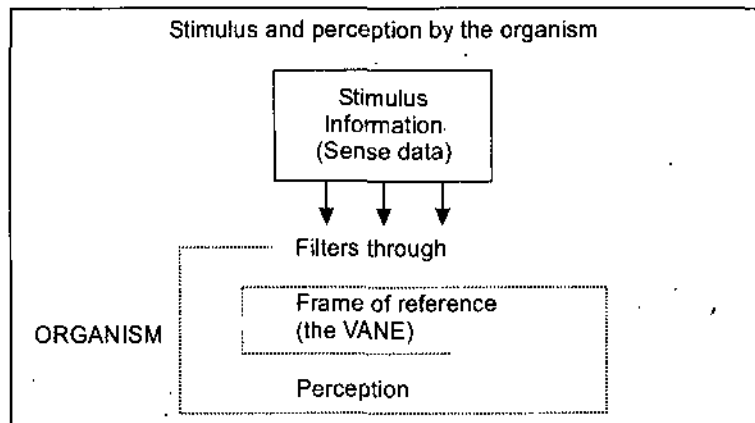 Stimulus and perception by the organism
Stimulus
Information
(Sense data)
Filters through
Frame of reference
(the VANE)
ORGANISM
Perception